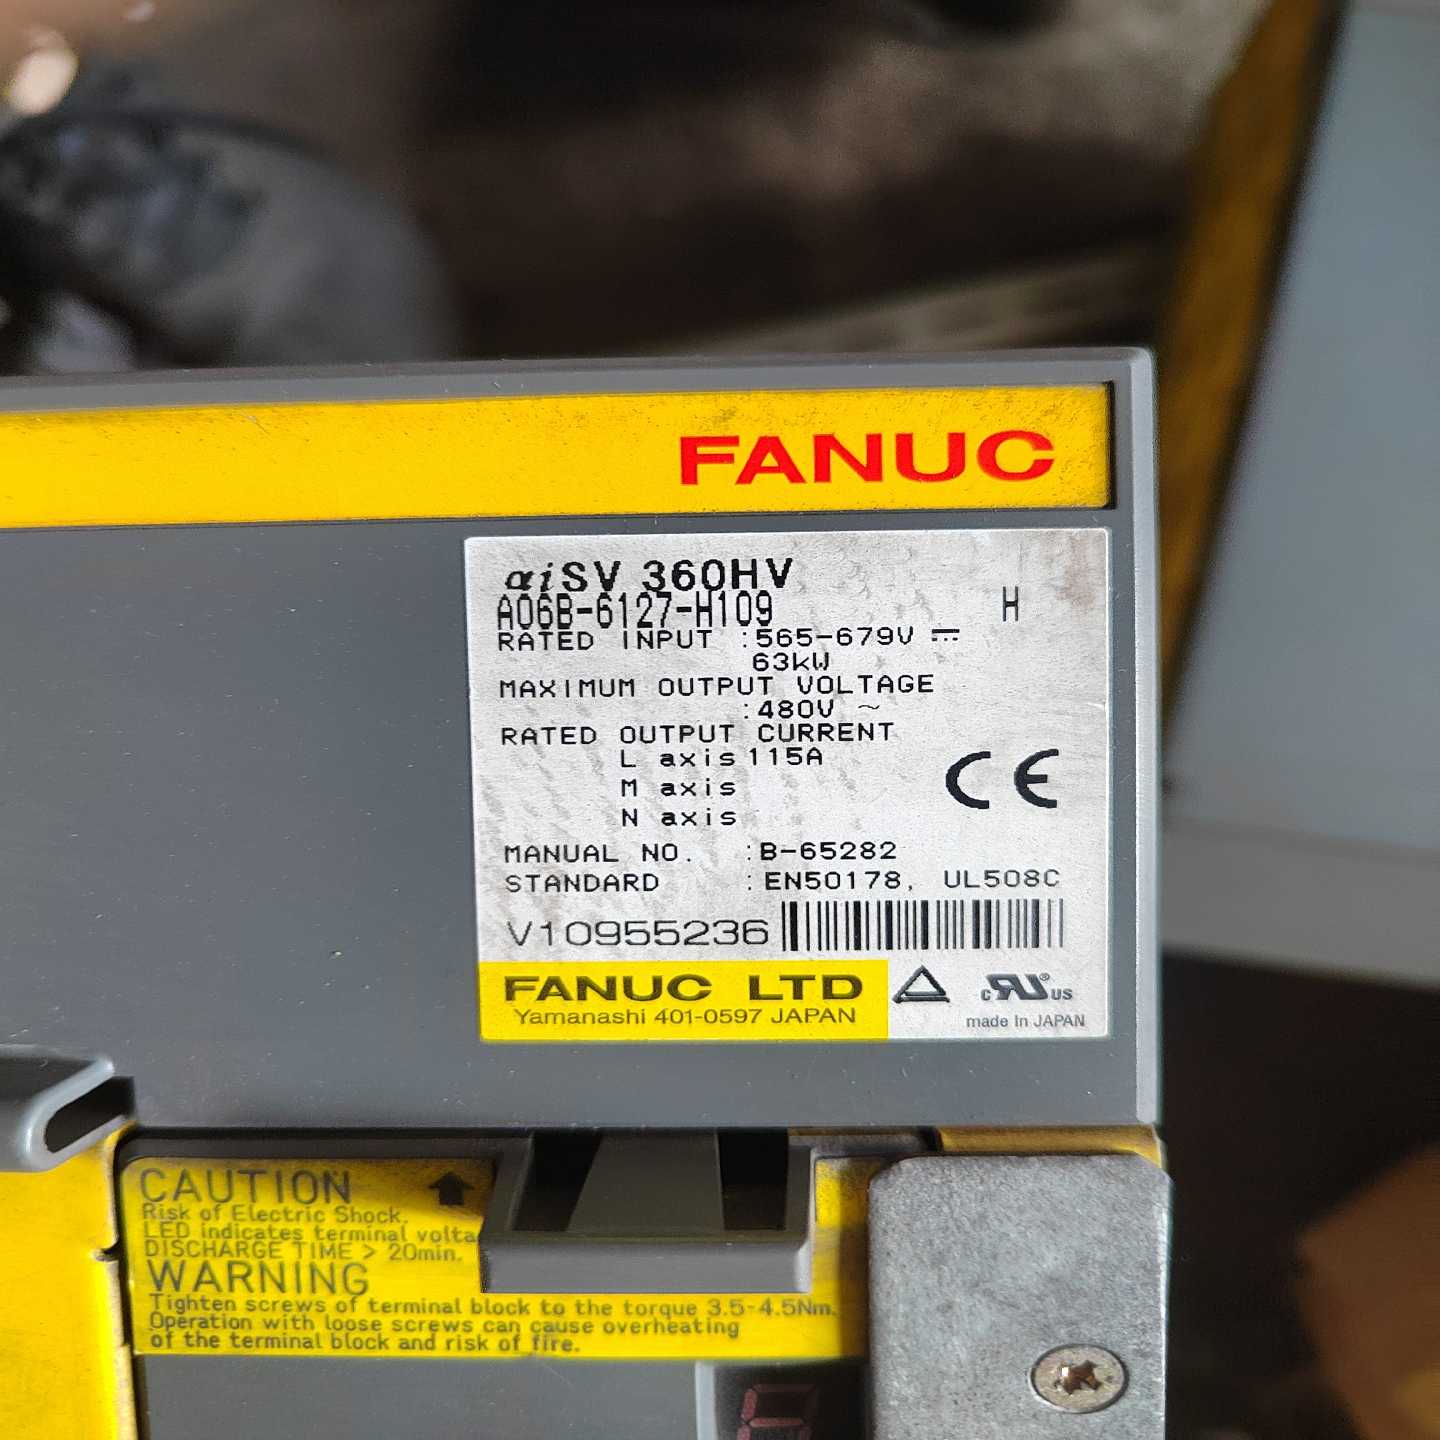 FANUC
αiSV 360HV
A06B-6127-H109 H
RATED INPUT :565-679V ⎓
63kW
MAXIMUM OUTPUT VOLTAGE
:480V ~
RATED OUTPUT CURRENT
L axis 115A
M axis
N axis
CE
MANUAL NO. :B-65282
STANDARD :EN50178, UL508C
V10955236
FANUC LTD
Yamanashi 401-0597 JAPAN
c RU ® US
made in JAPAN
CAUTION
Risk of Electric Shock.
LED indicates terminal
DISCHARGE TIME > 20min.
WARNING
Tighten screws of terminal block to the torque 3.5-4.5Nm.
Operation with loose screws can cause overheating
of the terminal block and risk of fire.